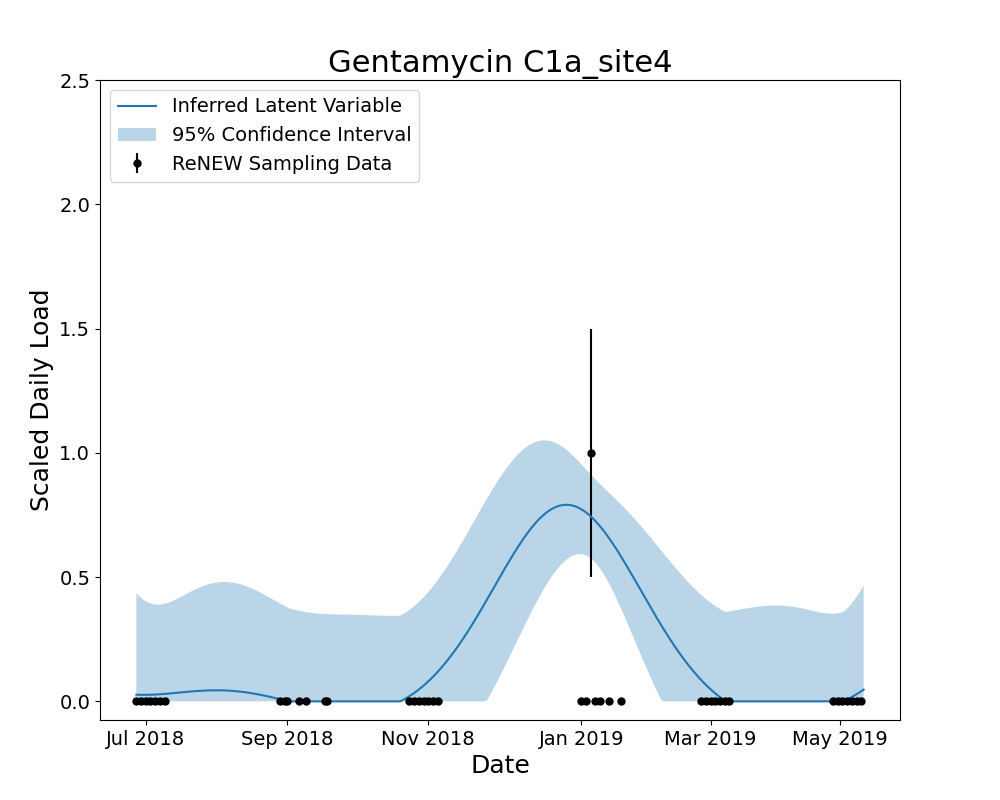 Gentamycin C1a_site4
Inferred Latent Variable
95% Confidence Interval
ReNEW Sampling Data
Scaled Daily Load
2.5
2.0
1.5
1.0
0.5
0.0
Jul 2018
Sep 2018
Nov 2018
Jan 2019
Mar 2019
May 2019
Date